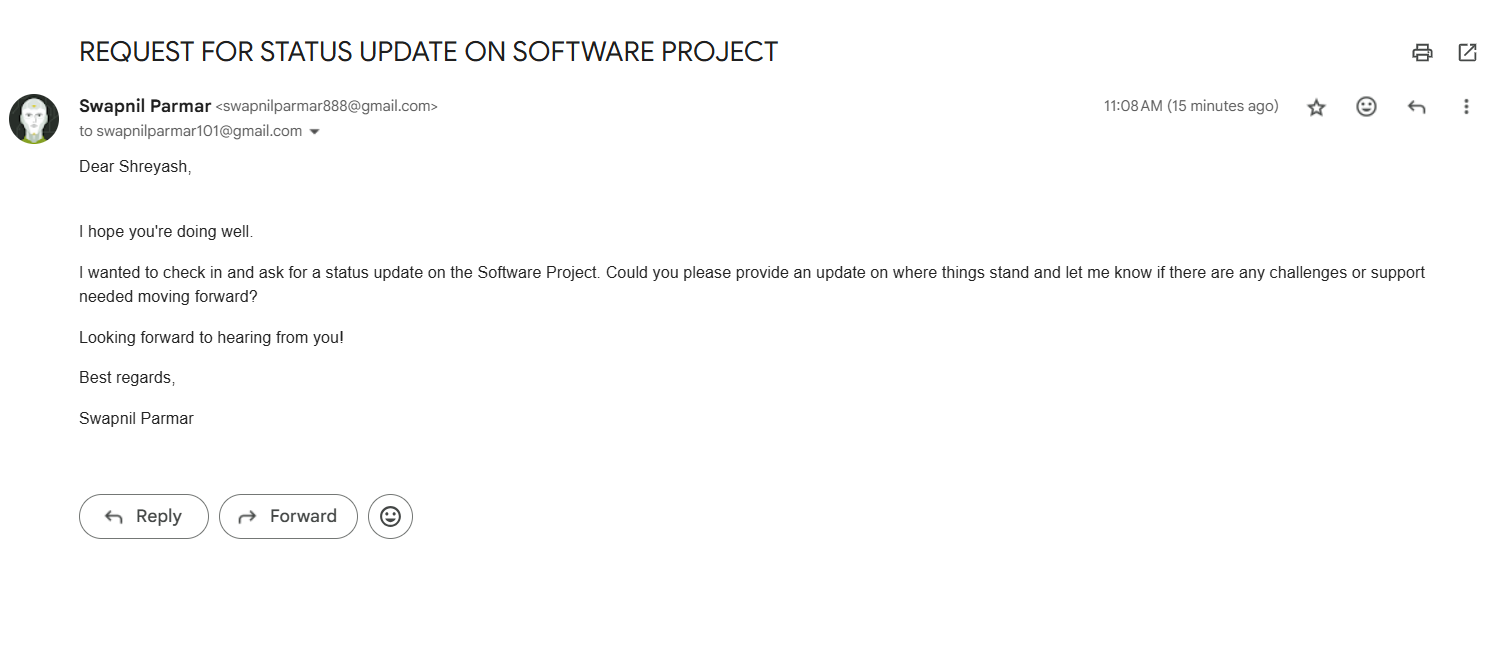 REQUEST FOR STATUS UPDATE ON SOFTWARE PROJECT
Swapnil Parmar <swapnilparmar888@gmail.com>
11:08 AM (15 minutes ago)
to swapnilparmar101@gmail.com
Dear Shreyash,
I hope you're doing well.
I wanted to check in and ask for a status update on the Software Project. Could you please provide an update on where things stand and let me know if there are any challenges or support
needed moving forward?
Looking forward to hearing from you!
Best regards,
Swapnil Parmar
Reply
Forward